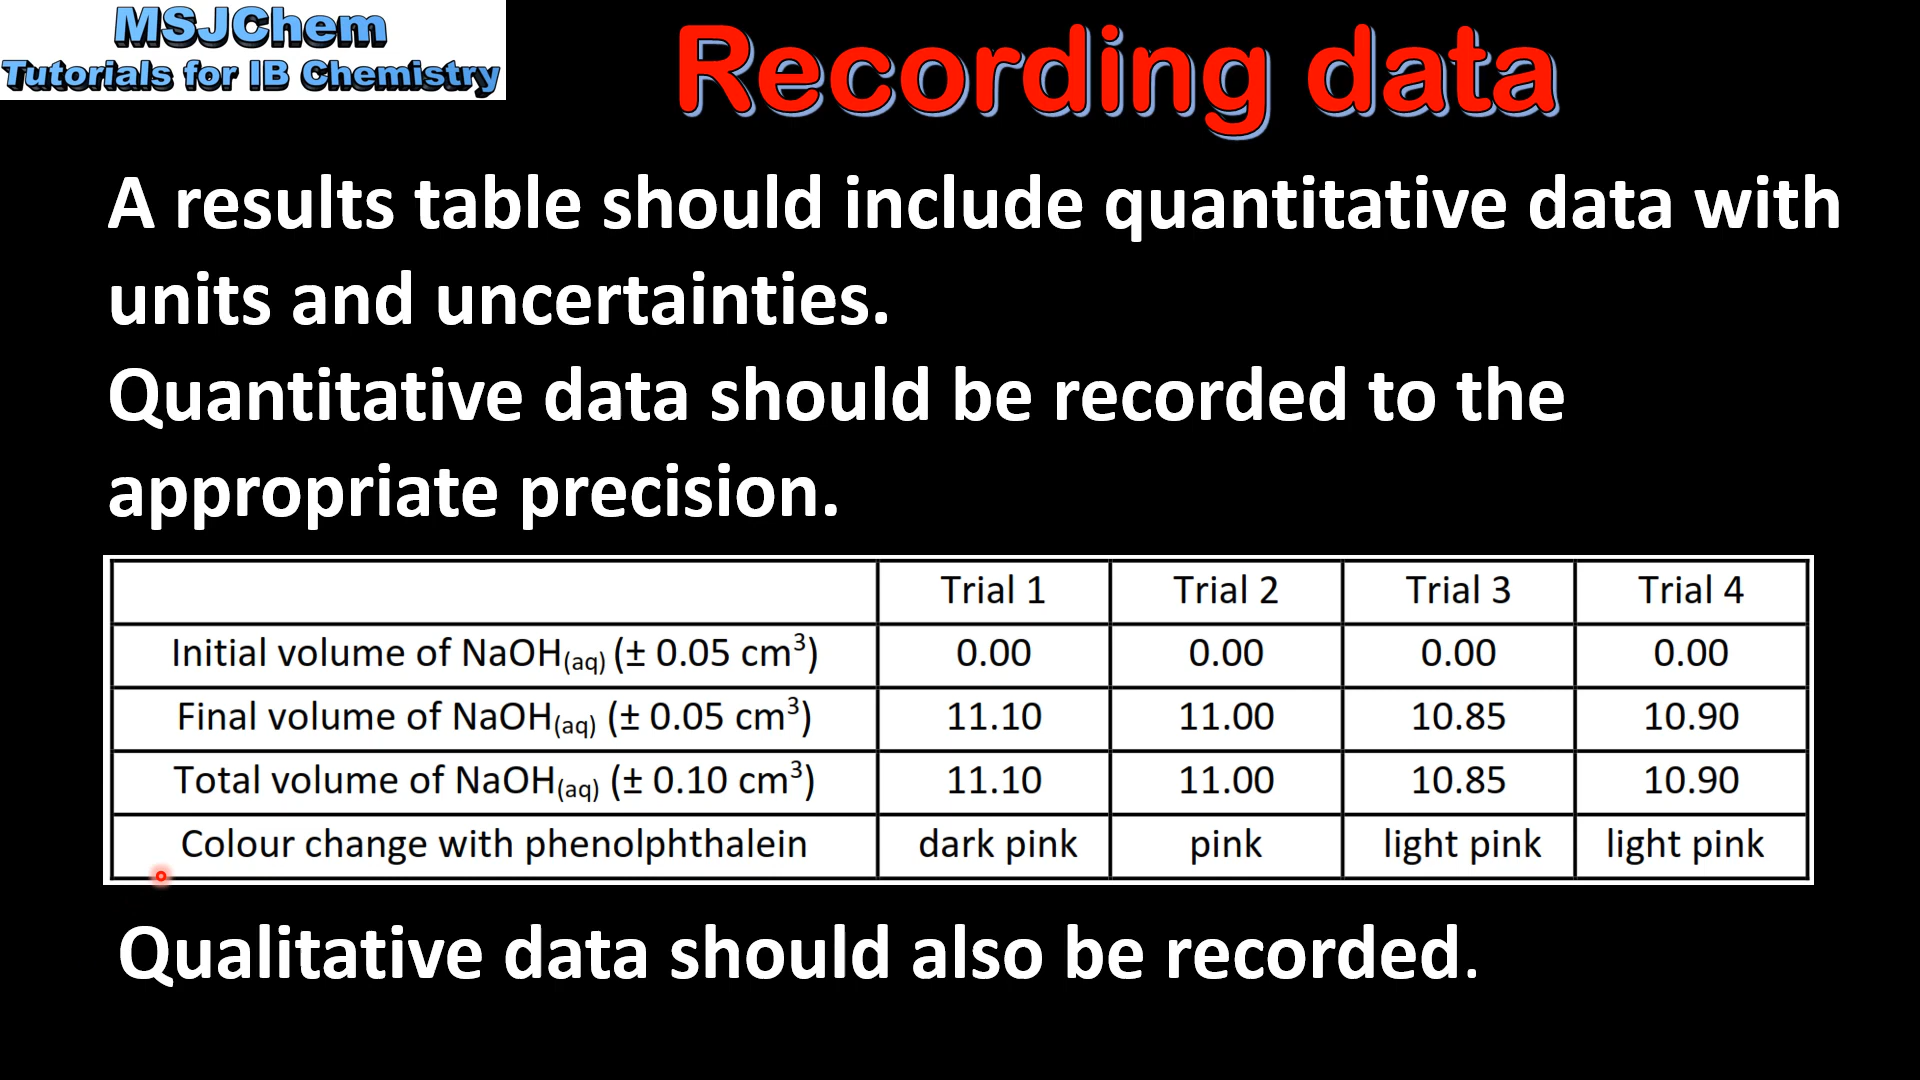 MSJChem
Tutorials for IB Chemistry
Recording data
A results table should include quantitative data with
units and uncertainties.
Quantitative data should be recorded to the
appropriate precision.
Trial 1 Trial 2 Trial 3 Trial 4
Initial volume of NaOH(aq) (± 0.05 cm³) 0.00 0.00 0.00 0.00
Final volume of NaOH(aq) (± 0.05 cm³) 11.10 11.00 10.85 10.90
Total volume of NaOH(aq) (± 0.10 cm³) 11.10 11.00 10.85 10.90
Colour change with phenolphthalein dark pink pink light pink light pink
Qualitative data should also be recorded.